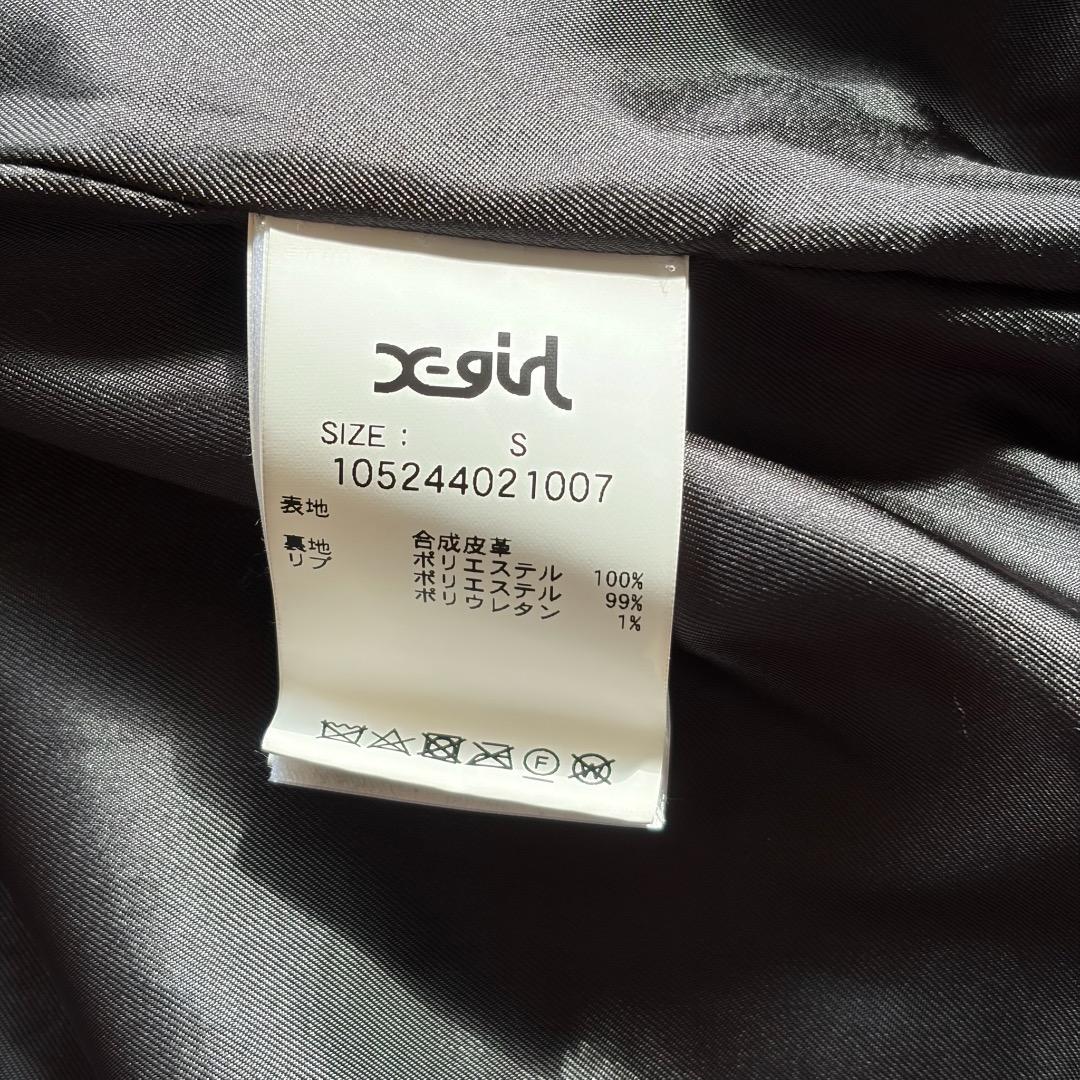 X-girl
SIZE : S
105244021007
表地
合成皮革
裏地 ポリエステル 100%
リブ ポリエステル 99%
ポリウレタン 1%
F
W